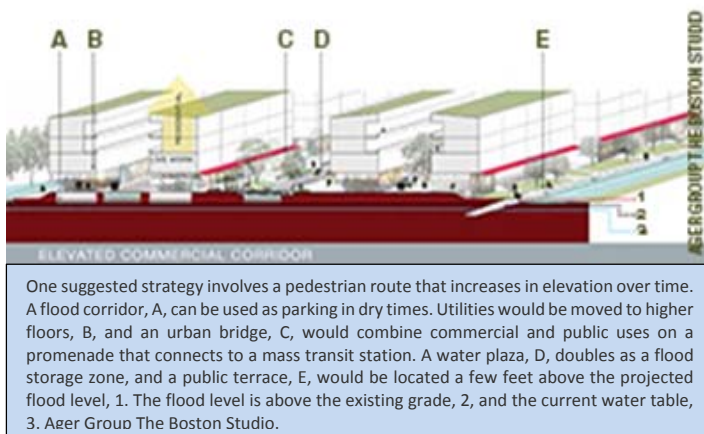 A B C D E
AGER GROUP THE BOSTON STUDIO
1
2
3
ELEVATED COMMERCIAL CORRIDOR
One suggested strategy involves a pedestrian route that increases in elevation over time.
A flood corridor, A, can be used as parking in dry times. Utilities would be moved to higher
floors, B, and an urban bridge, C, would combine commercial and public uses on a
promenade that connects to a mass transit station. A water plaza, D, doubles as a flood
storage zone, and a public terrace, E, would be located a few feet above the projected
flood level, 1. The flood level is above the existing grade, 2, and the current water table,
3. Ager Group The Boston Studio.